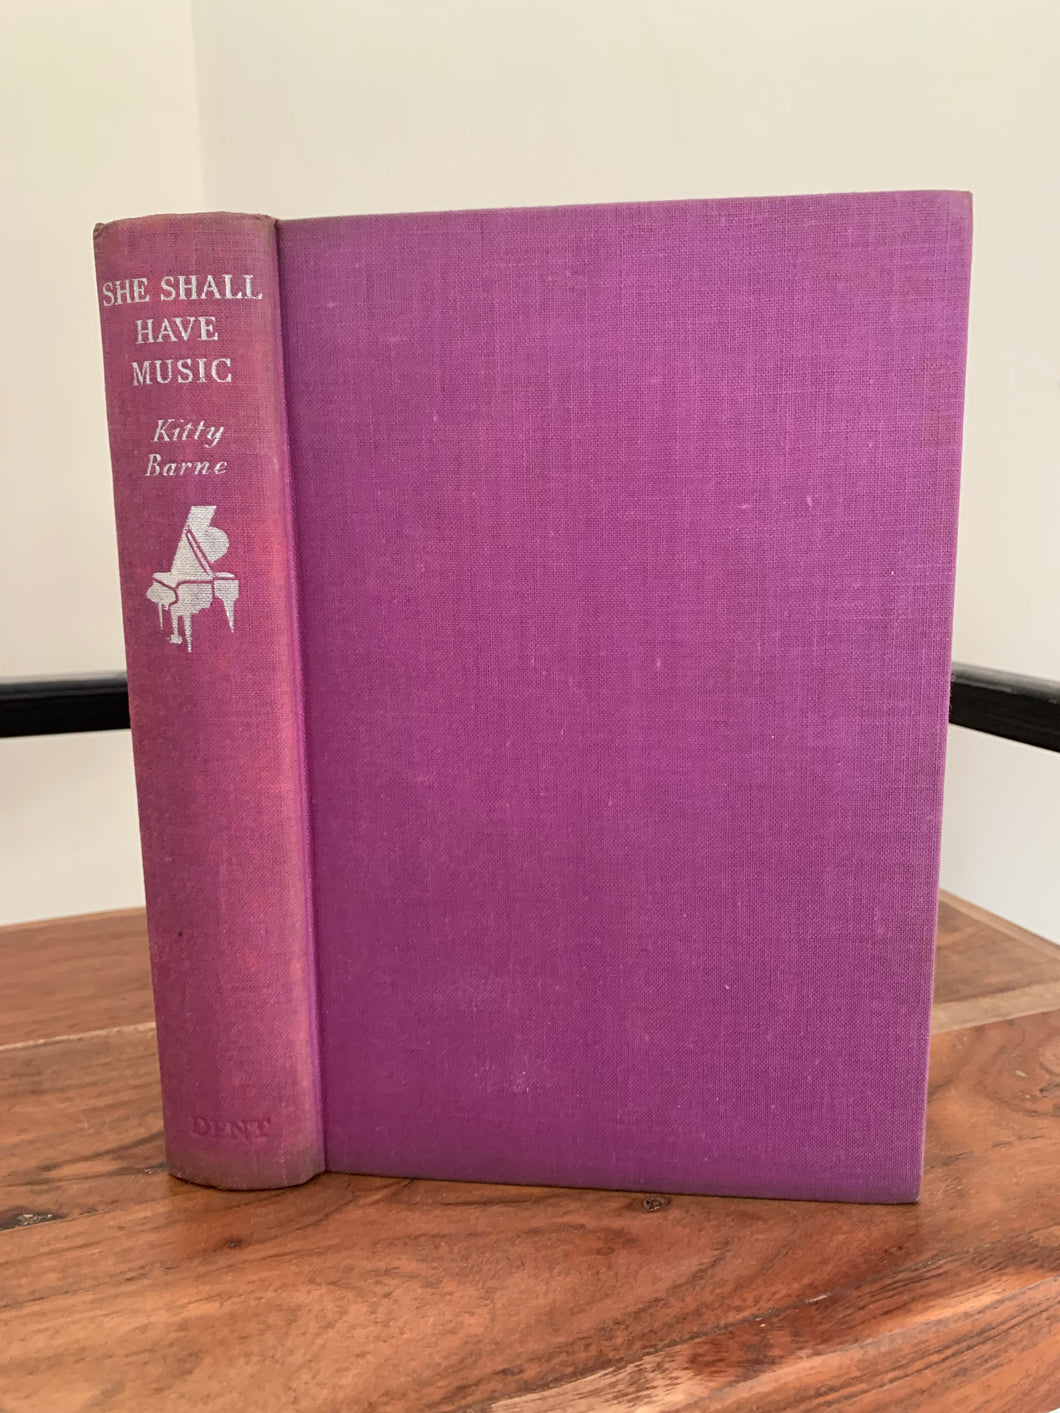 SHE SHALL
HAVE
MUSIC
Kitty
Barne
DENT